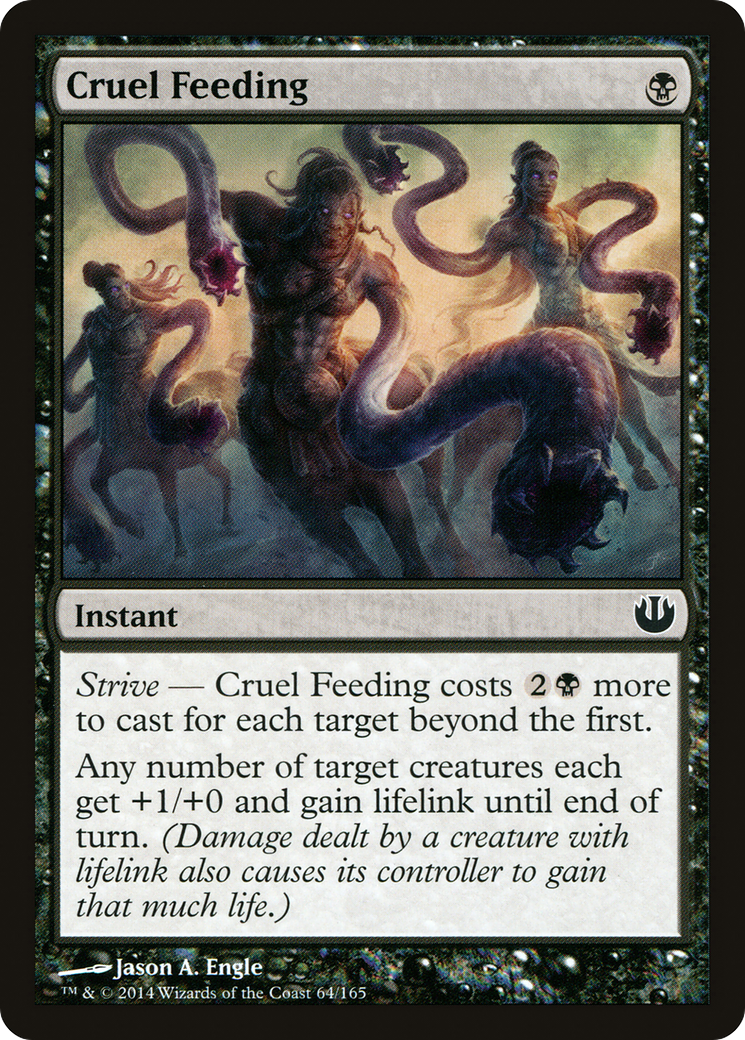 Cruel Feeding
Instant
Strive — Cruel Feeding costs 2 more
to cast for each target beyond the first.
Any number of target creatures each
get +1/+0 and gain lifelink until end of
turn. (Damage dealt by a creature with
lifelink also causes its controller to gain
that much life.)
Jason A. Engle
™ & © 2014 Wizards of the Coast 64/165